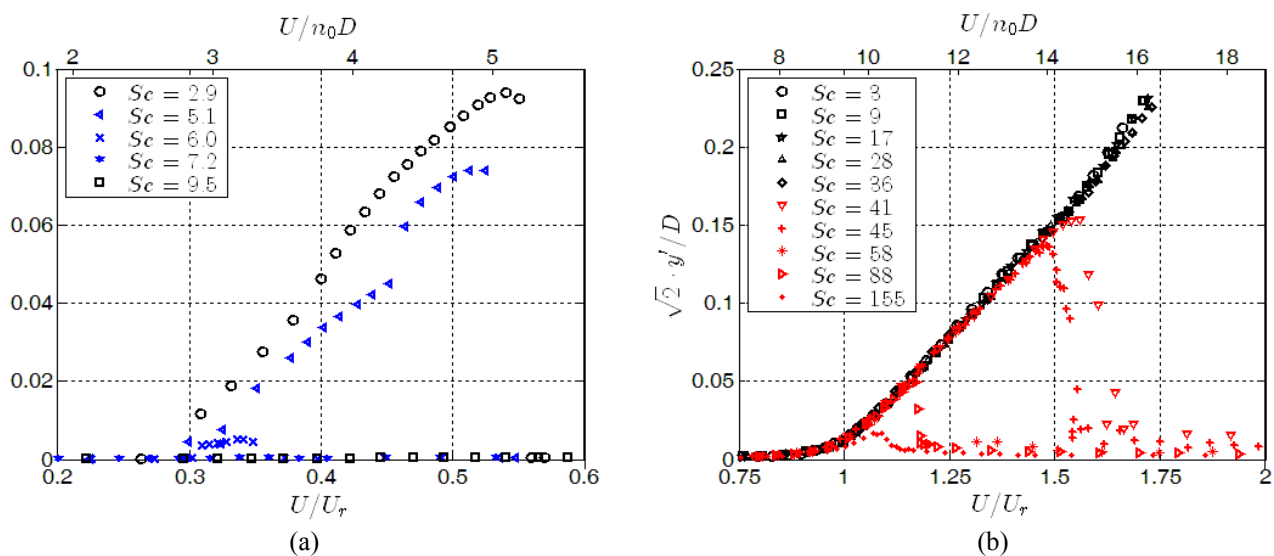 U/n₀D
2 3 4 5
0.1
0.08
0.06
0.04
0.02
0
Sc = 2.9
Sc = 5.1
Sc = 6.0
Sc = 7.2
Sc = 9.5
0.2 0.3 0.4 0.5 0.6
U/Uᵣ
(a)
U/n₀D
8 10 12 14 16 18
√2 · y′/D
0.25
0.2
0.15
0.1
0.05
0
Sc = 3
Sc = 9
Sc = 17
Sc = 28
Sc = 36
Sc = 41
Sc = 45
Sc = 58
Sc = 88
Sc = 155
0.75 1 1.25 1.5 1.75 2
U/Uᵣ
(b)